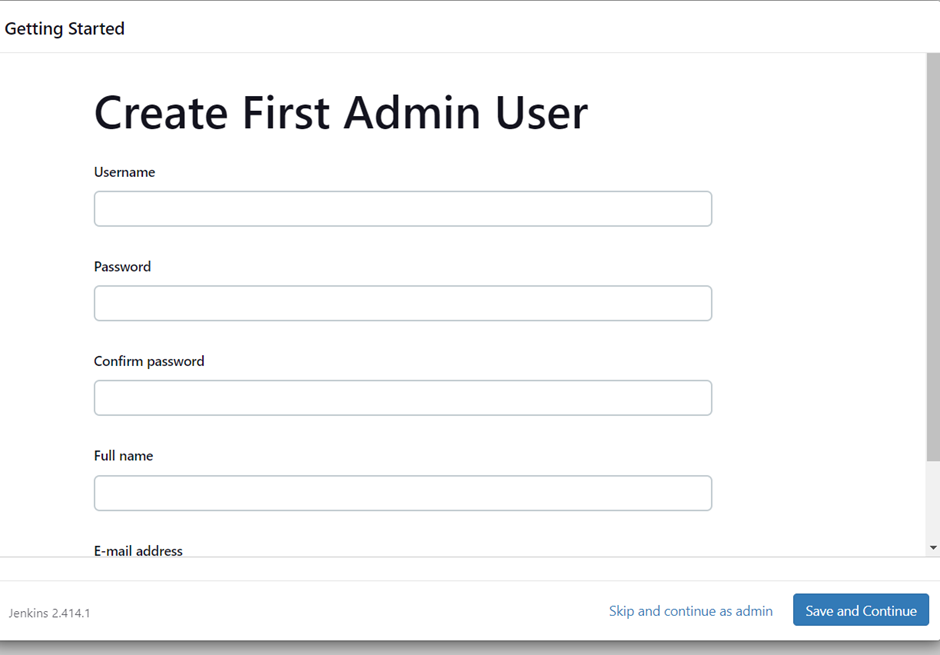 Getting Started
Create First Admin User
Username
Password
Confirm password
Full name
E-mail address
Jenkins 2.414.1
Skip and continue as admin
Save and Continue